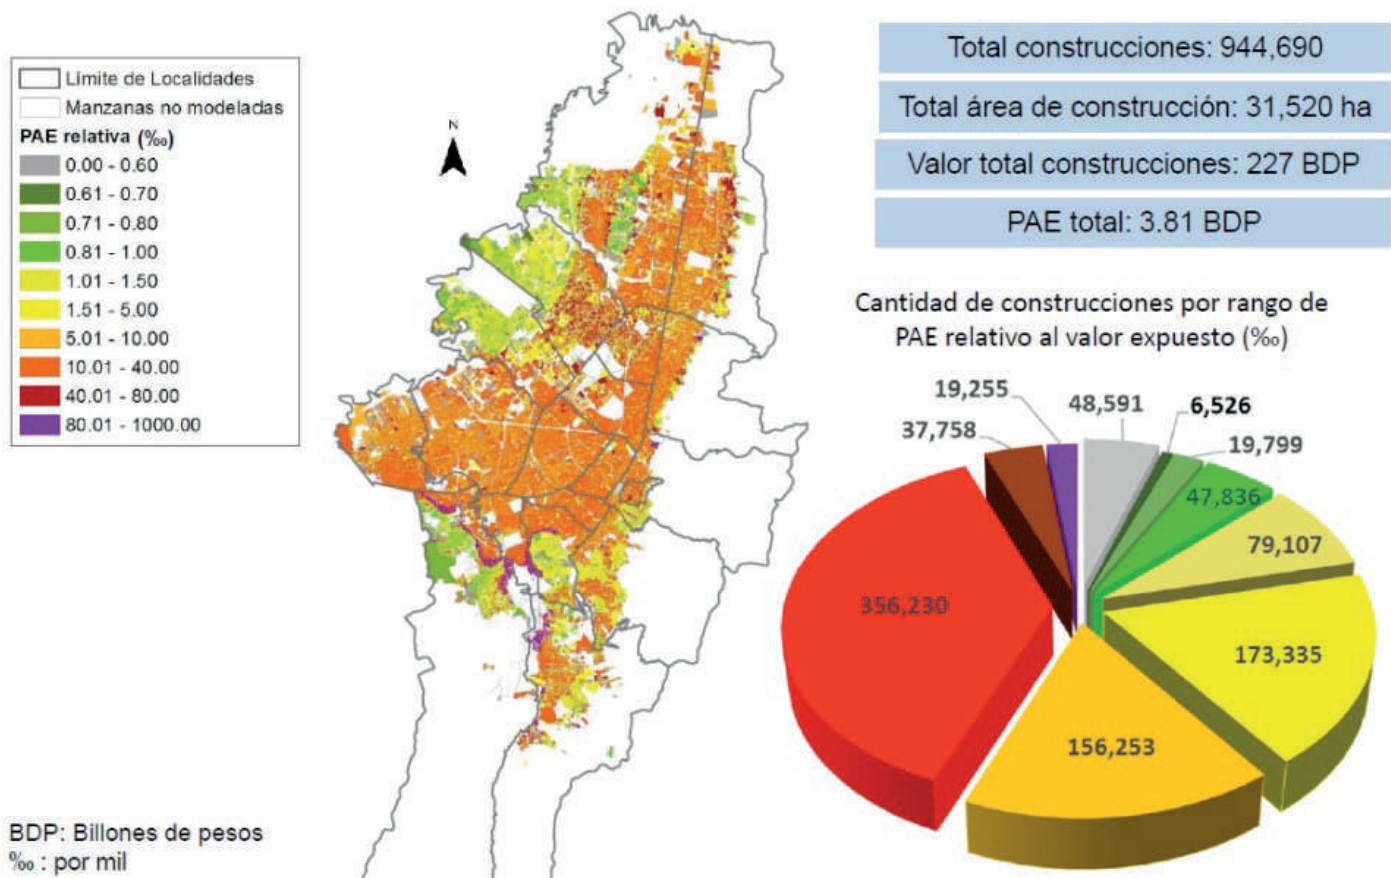 Límite de Localidades
Manzanas no modeladas
PAE relativa (‰)
0.00 - 0.60
0.61 - 0.70
0.71 - 0.80
0.81 - 1.00
1.01 - 1.50
1.51 - 5.00
5.01 - 10.00
10.01 - 40.00
40.01 - 80.00
80.01 - 1000.00
N
Total construcciones: 944,690
Total área de construcción: 31,520 ha
Valor total construcciones: 227 BDP
PAE total: 3.81 BDP
Cantidad de construcciones por rango de
PAE relativo al valor expuesto (‰)
19,255
48,591
6,526
37,758
19,799
47,836
79,107
356,230
173,335
156,253
BDP: Billones de pesos
‰ : por mil